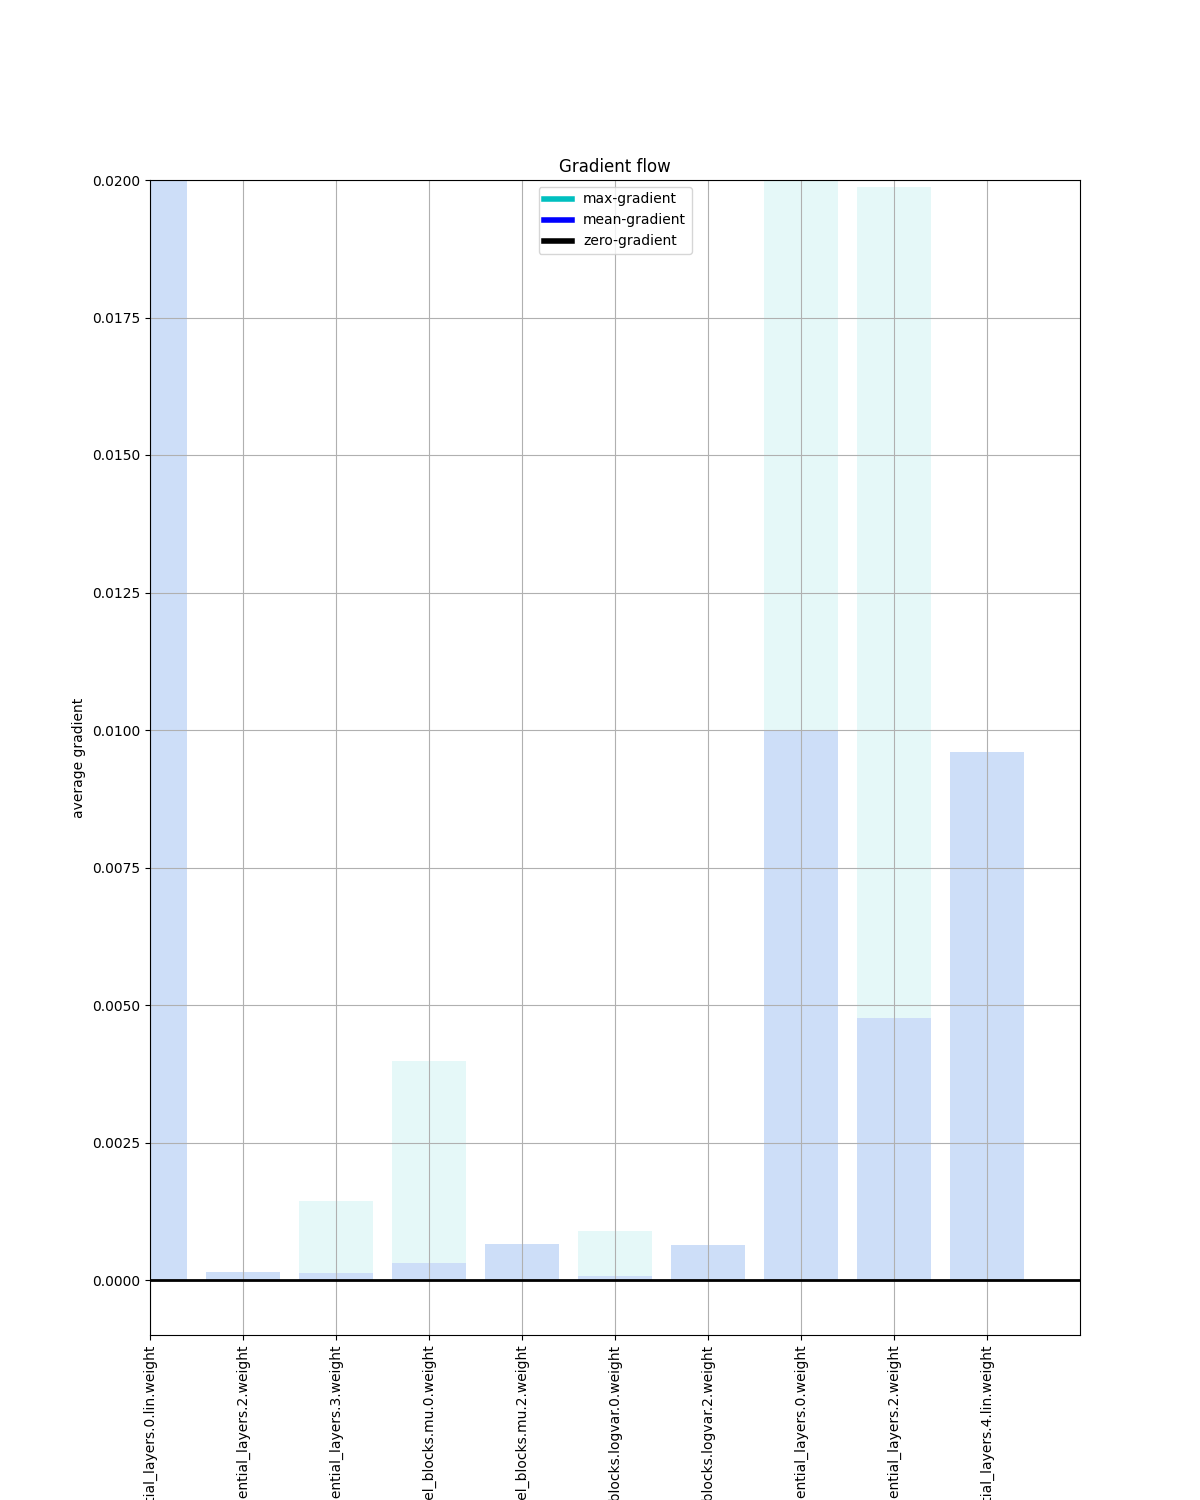 Gradient flow
max-gradient
mean-gradient
zero-gradient
0.0200
0.0175
0.0150
0.0125
0.0100
0.0075
0.0050
0.0025
0.0000
average gradient
tial_layers.0.lin.weight
ential_layers.2.weight
ential_layers.3.weight
el_blocks.mu.0.weight
el_blocks.mu.2.weight
blocks.logvar.0.weight
blocks.logvar.2.weight
ential_layers.0.weight
ential_layers.2.weight
tial_layers.4.lin.weight